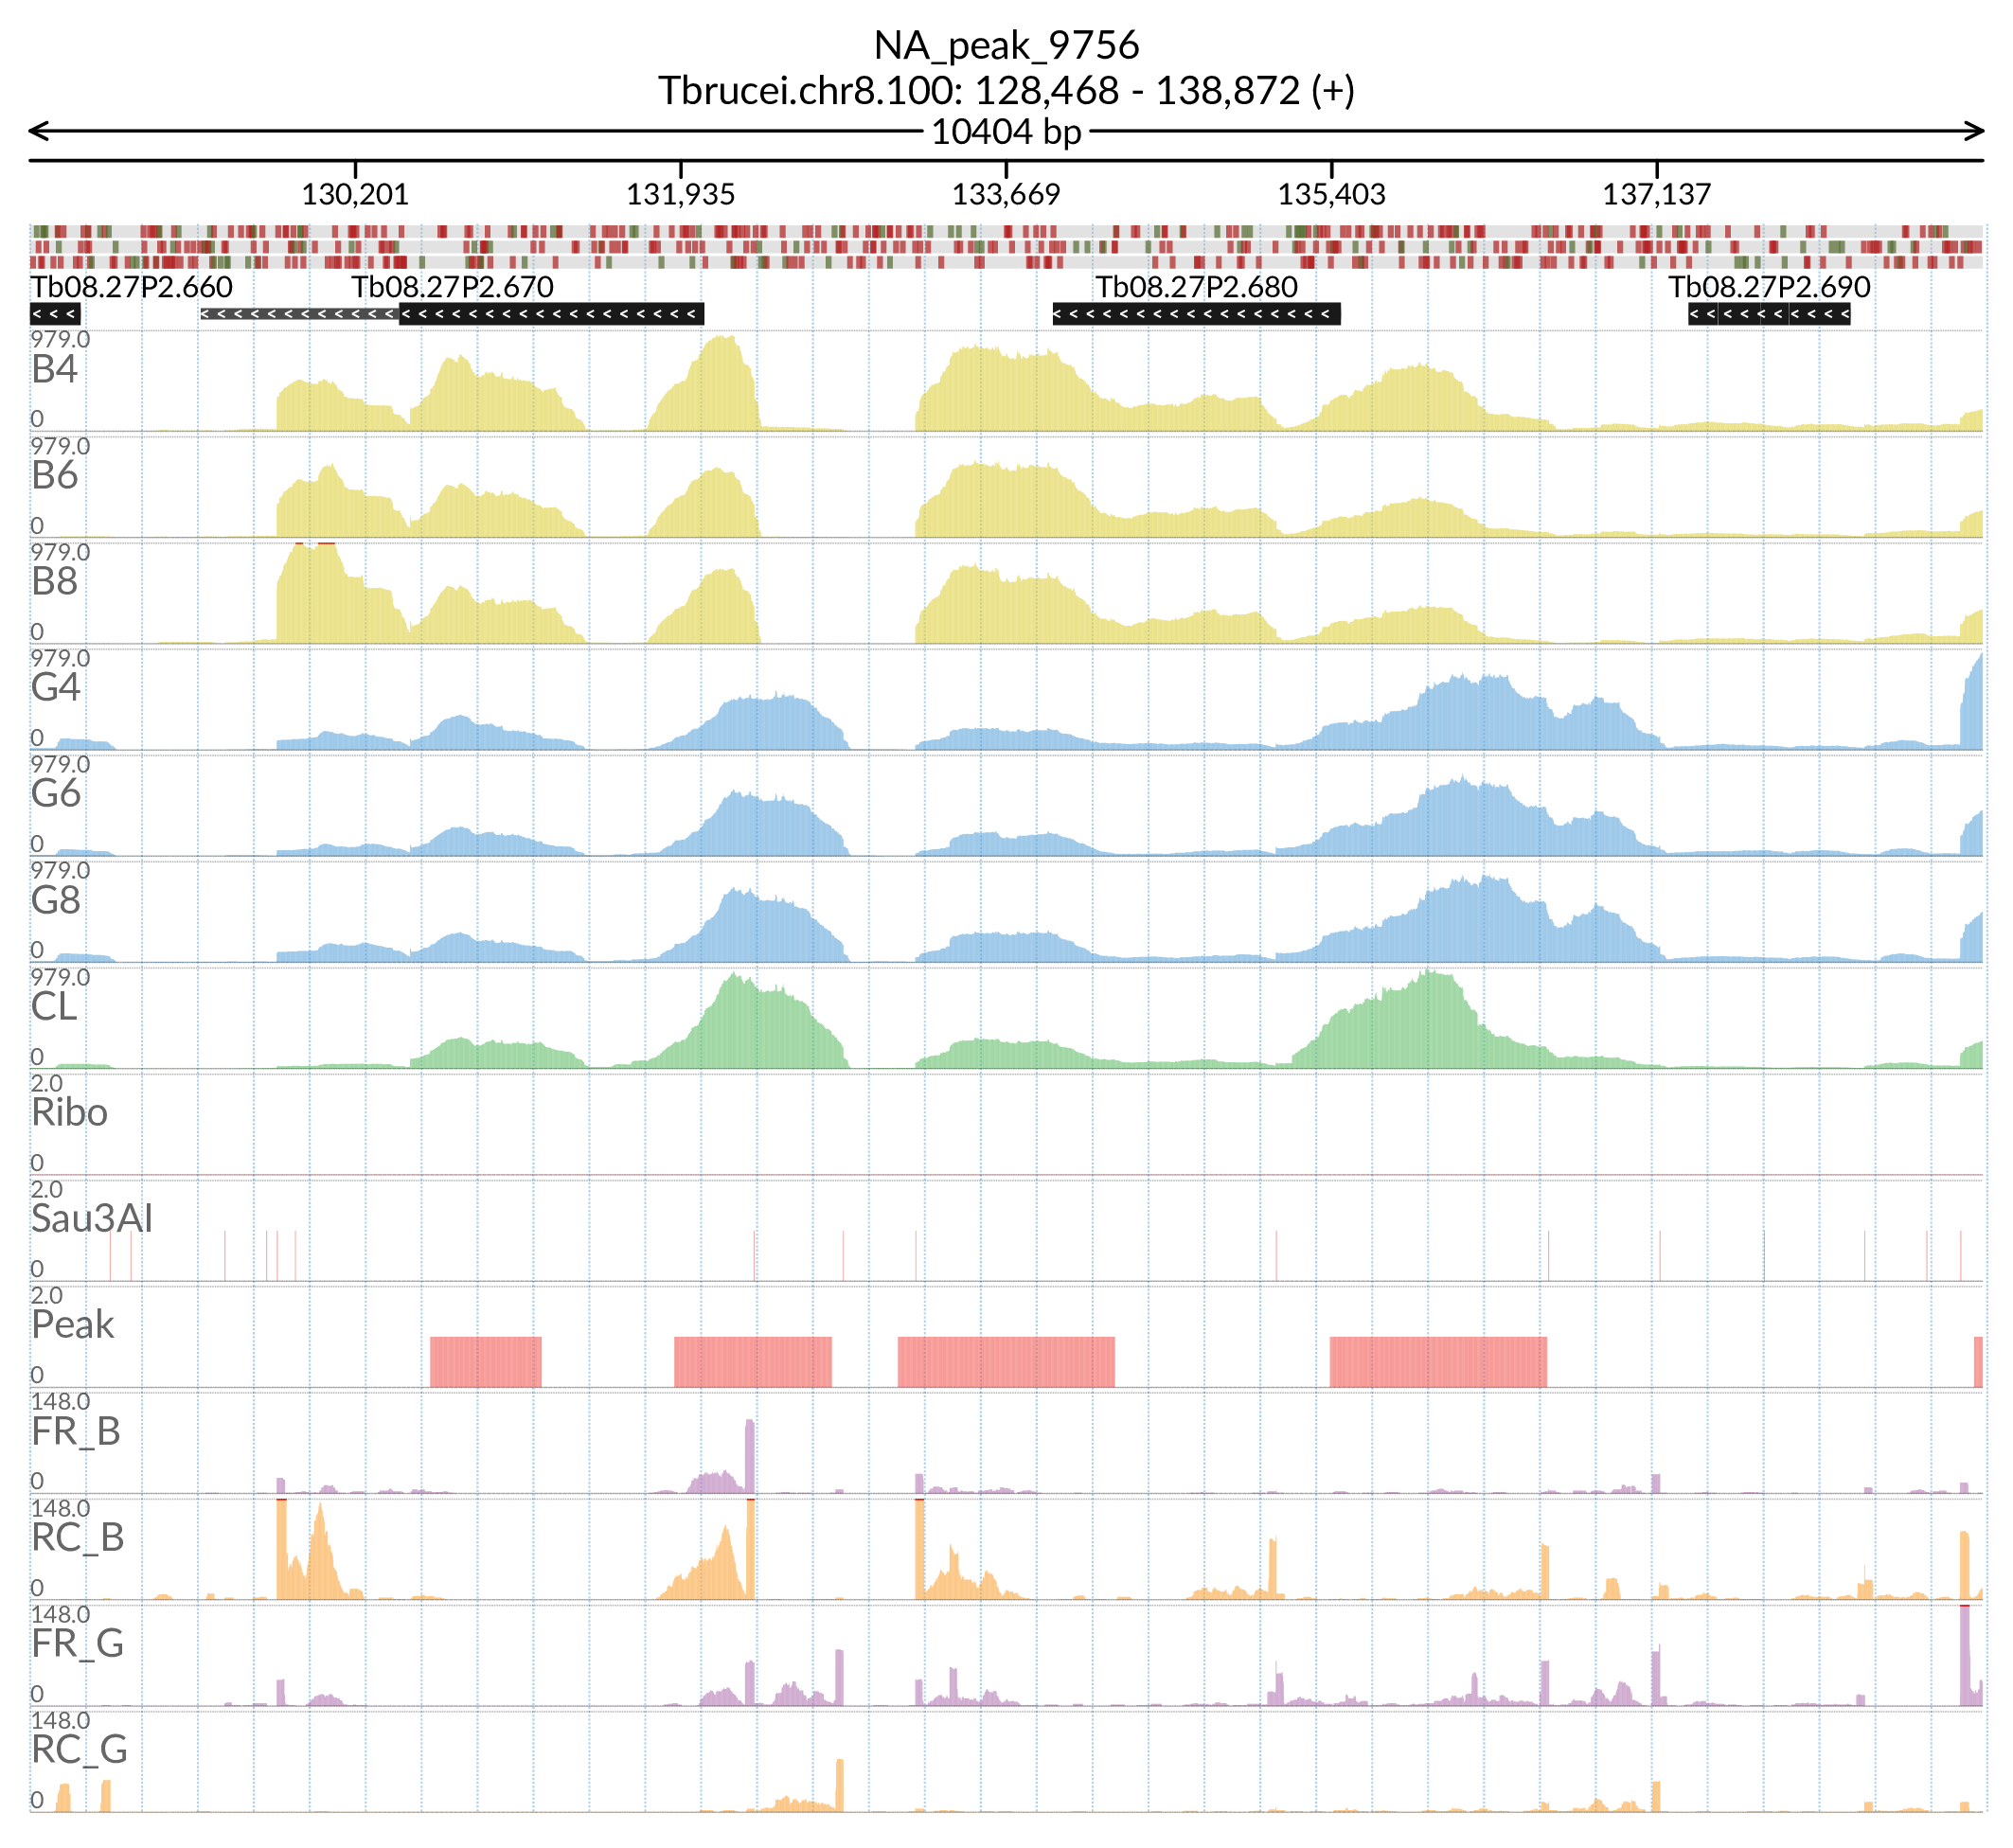 NA_peak_9756
Tbrucei.chr8.100: 128,468 - 138,872 (+)
10404 bp
130,201 131,935 133,669 135,403 137,137
Tb08.27P2.660 Tb08.27P2.670 Tb08.27P2.680 Tb08.27P2.690
979.0
B4
0
979.0
B6
0
979.0
B8
0
979.0
G4
0
979.0
G6
0
979.0
G8
0
979.0
CL
0
2.0
Ribo
0
2.0
Sau3AI
0
2.0
Peak
0
148.0
FR_B
0
148.0
RC_B
0
148.0
FR_G
0
148.0
RC_G
0